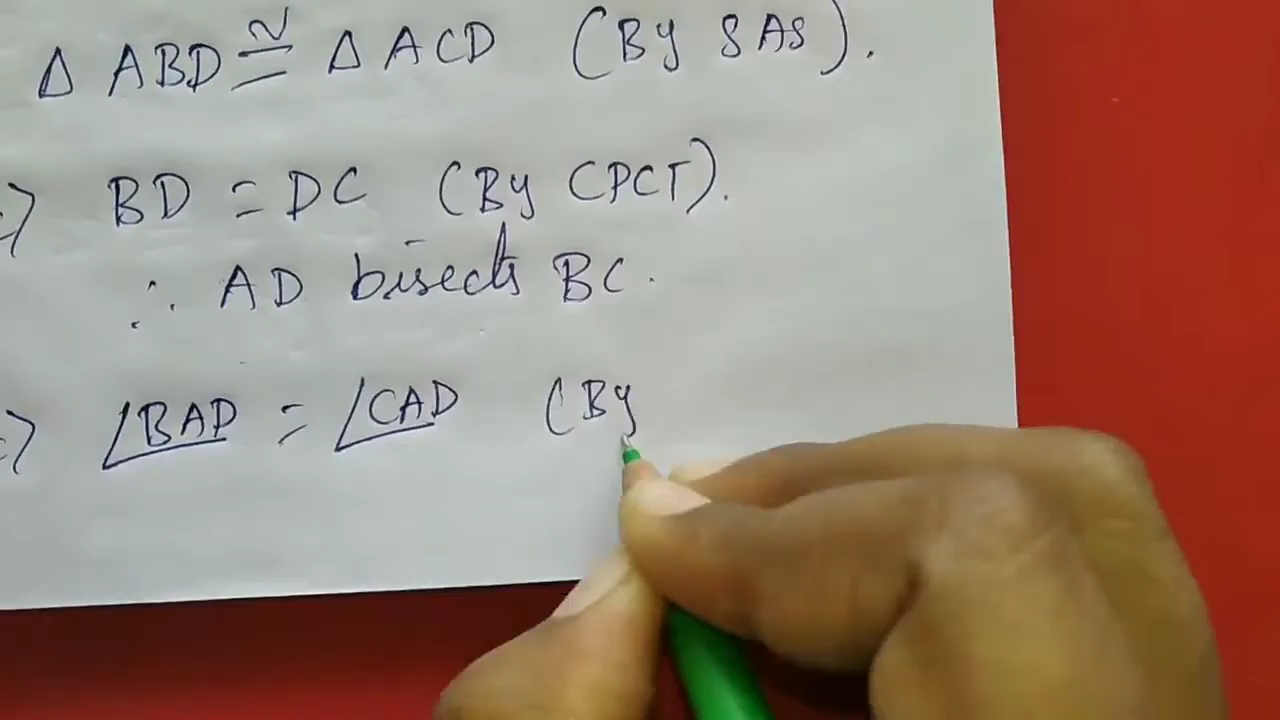 Δ ABD ≅ Δ ACD (By SAS).
=> BD = DC (By CPCT).
∴ AD bisects BC.
=> ∠BAD = ∠CAD (By